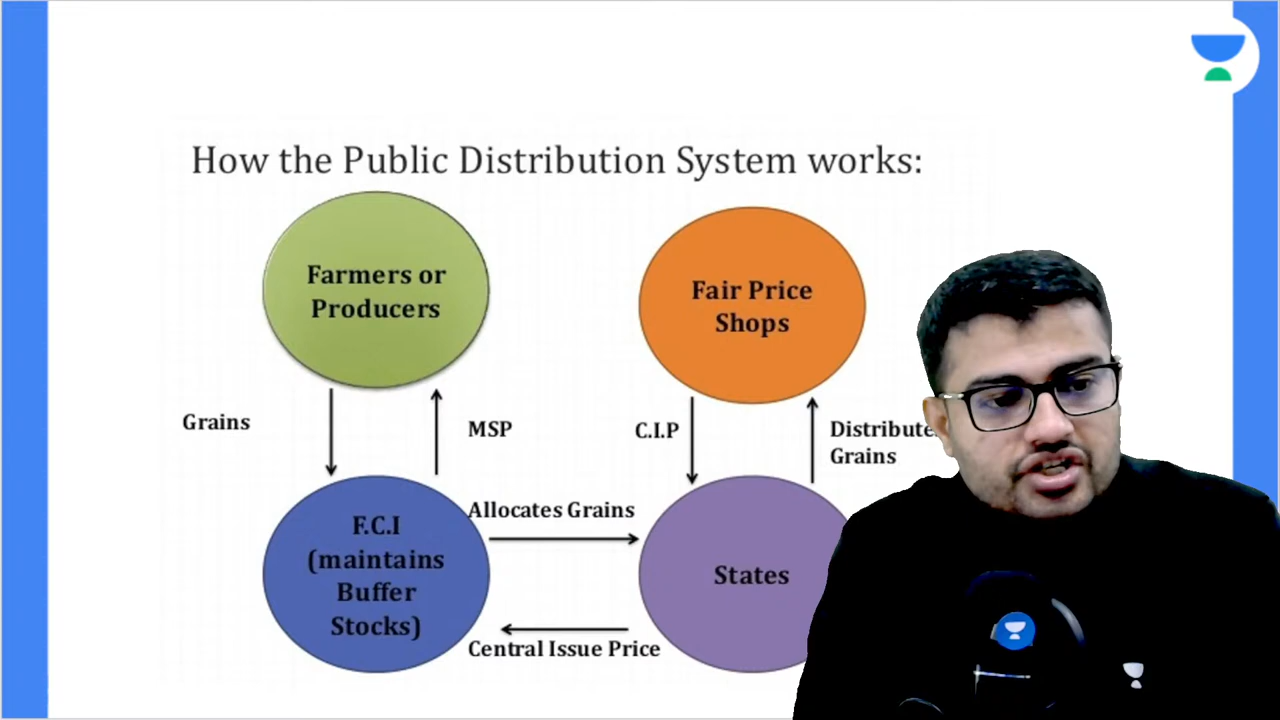 How the Public Distribution System works:
Farmers or
Producers
Fair Price
Shops
Grains
MSP
C.I.P
Distribute
Grains
Allocates Grains
F.C.I
(maintains
Buffer
Stocks)
States
Central Issue Price